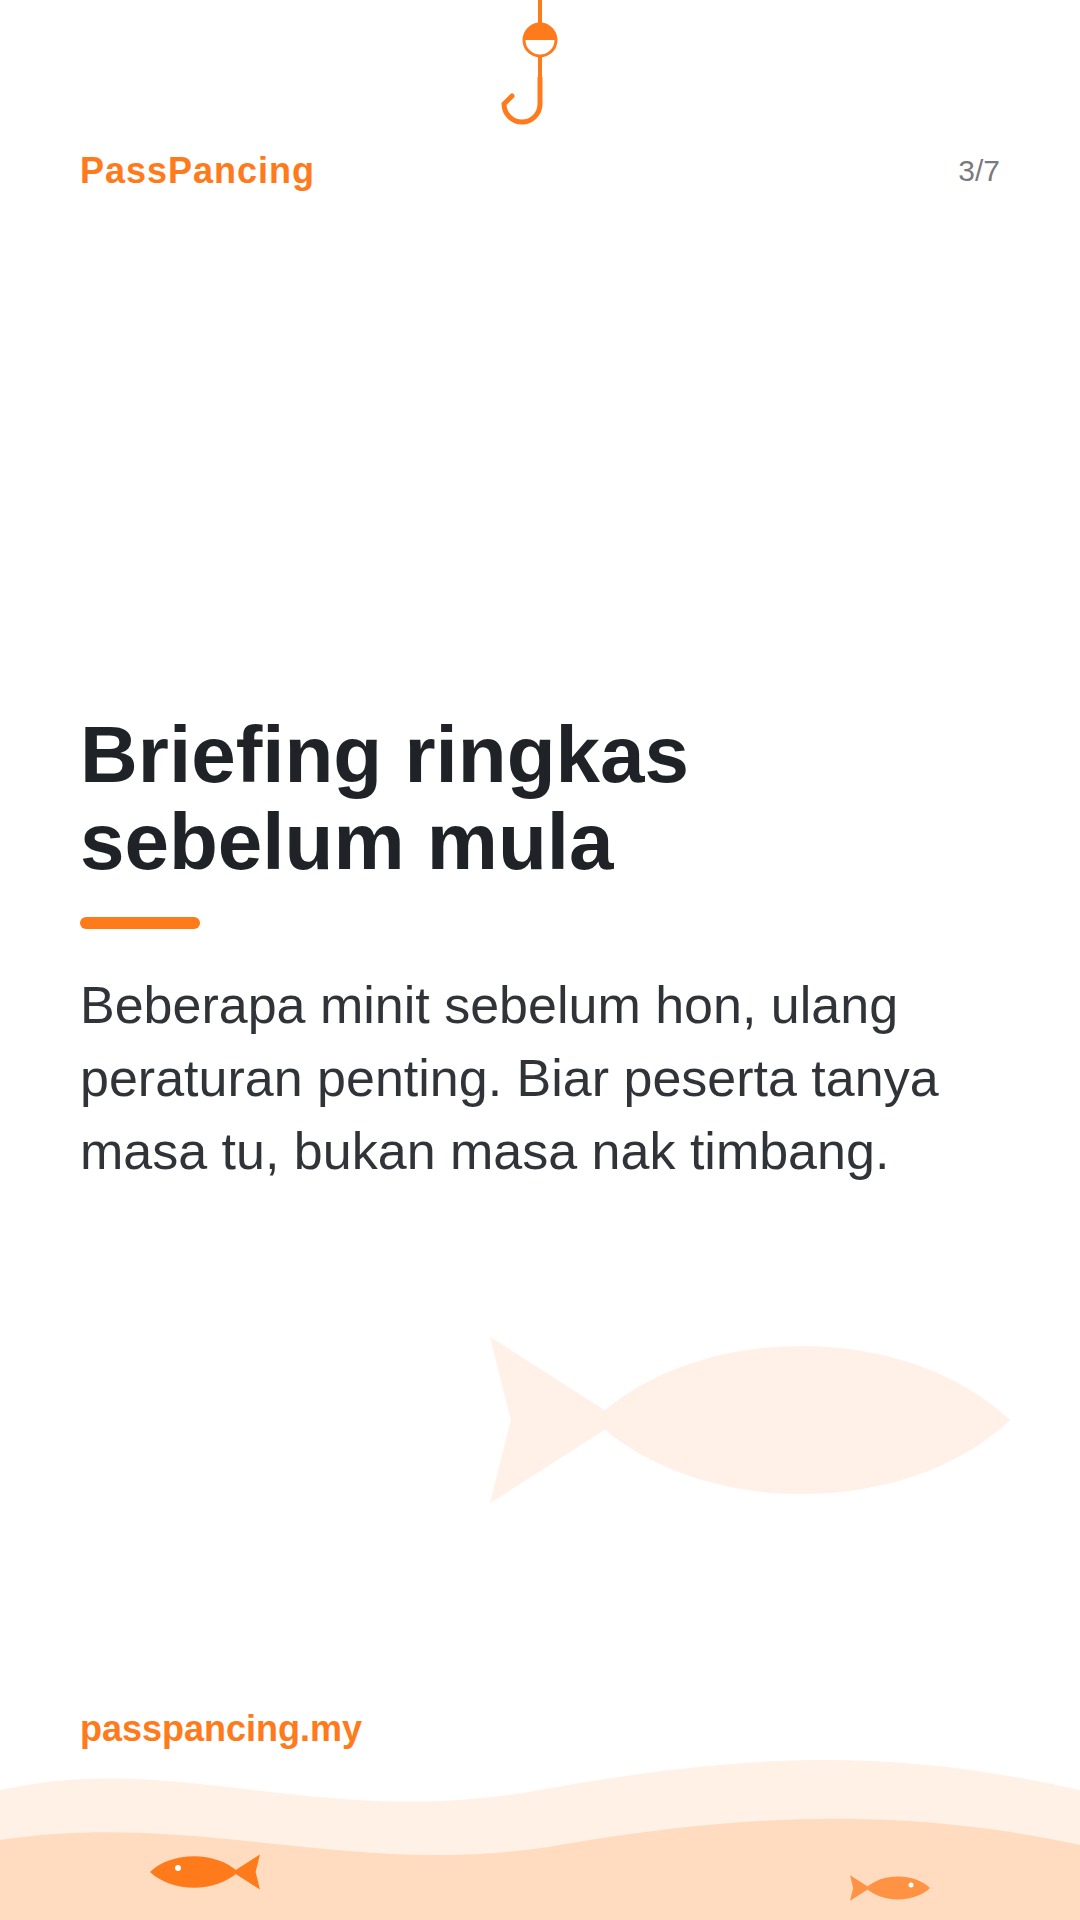 PassPancing
3/7
Briefing ringkas
sebelum mula
Beberapa minit sebelum hon, ulang
peraturan penting. Biar peserta tanya
masa tu, bukan masa nak timbang.
passpancing.my